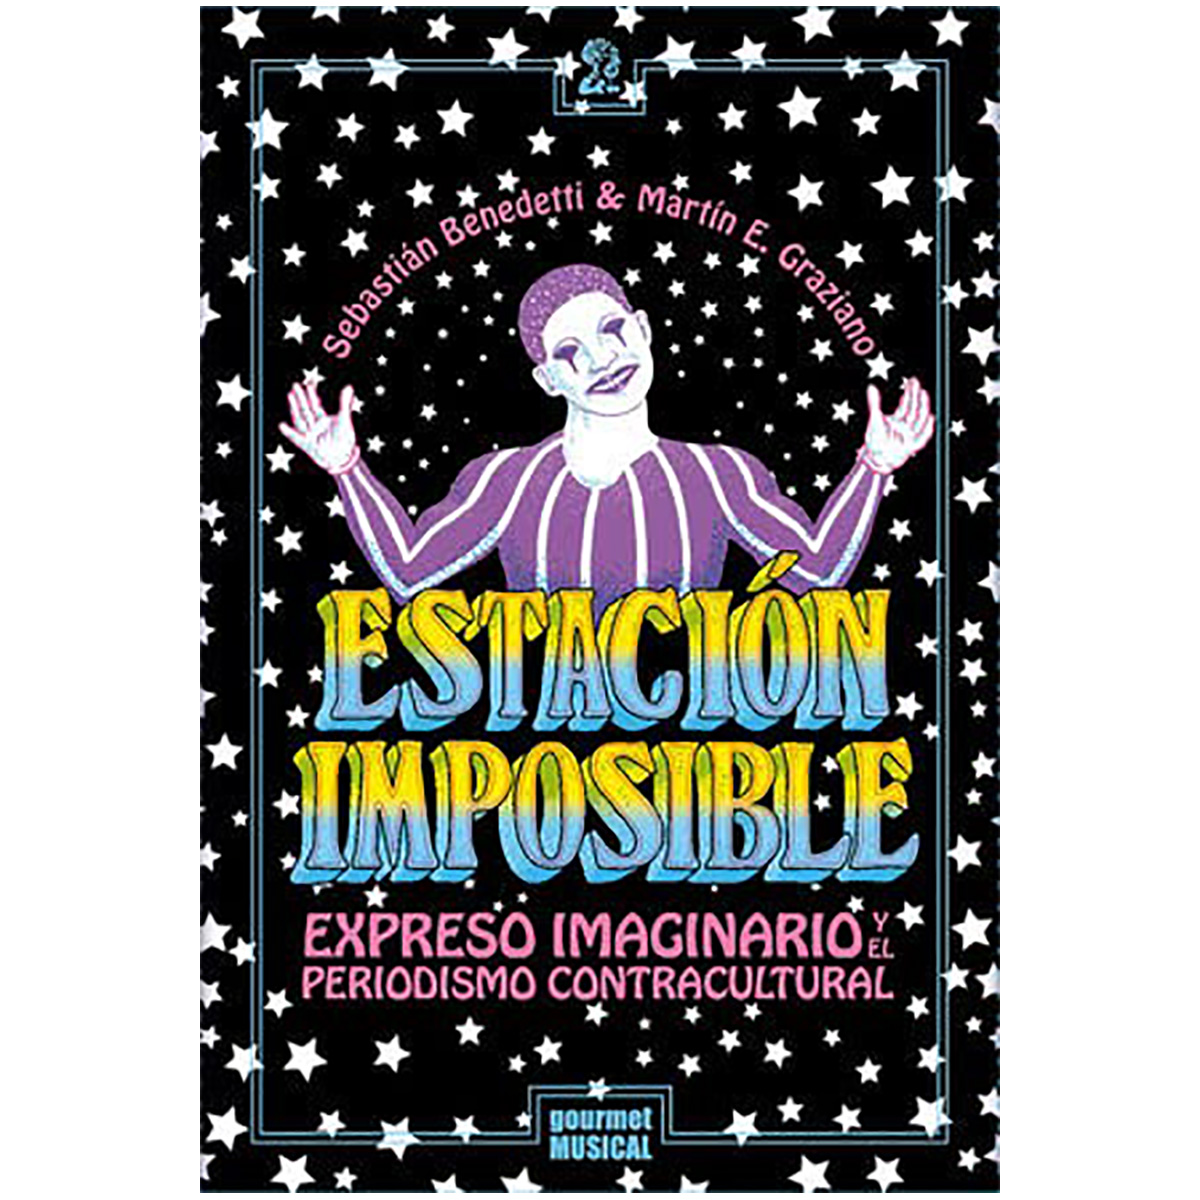 Sebastián Benedetti & Martín E. Graziano
ESTACIÓN
IMPOSIBLE
EXPRESO IMAGINARIO Y EL
PERIODISMO CONTRACULTURAL
gourmet
MUSICAL